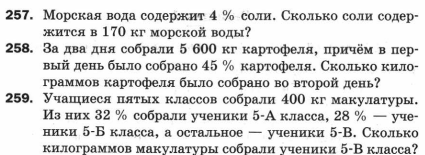 257. Морская вода содержит 4 % соли. Сколько соли содер-
жится в 170 кг морской воды?
258. За два дня собрали 5 600 кг картофеля, причём в пер-
вый день было собрано 45 % картофеля. Сколько кило-
граммов картофеля было собрано во второй день?
259. Учащиеся пятых классов собрали 400 кг макулатуры.
Из них 32 % собрали ученики 5-А класса, 28 % — уче-
ники 5-Б класса, а остальное — ученики 5-В. Сколько
килограммов макулатуры собрали ученики 5-В класса?